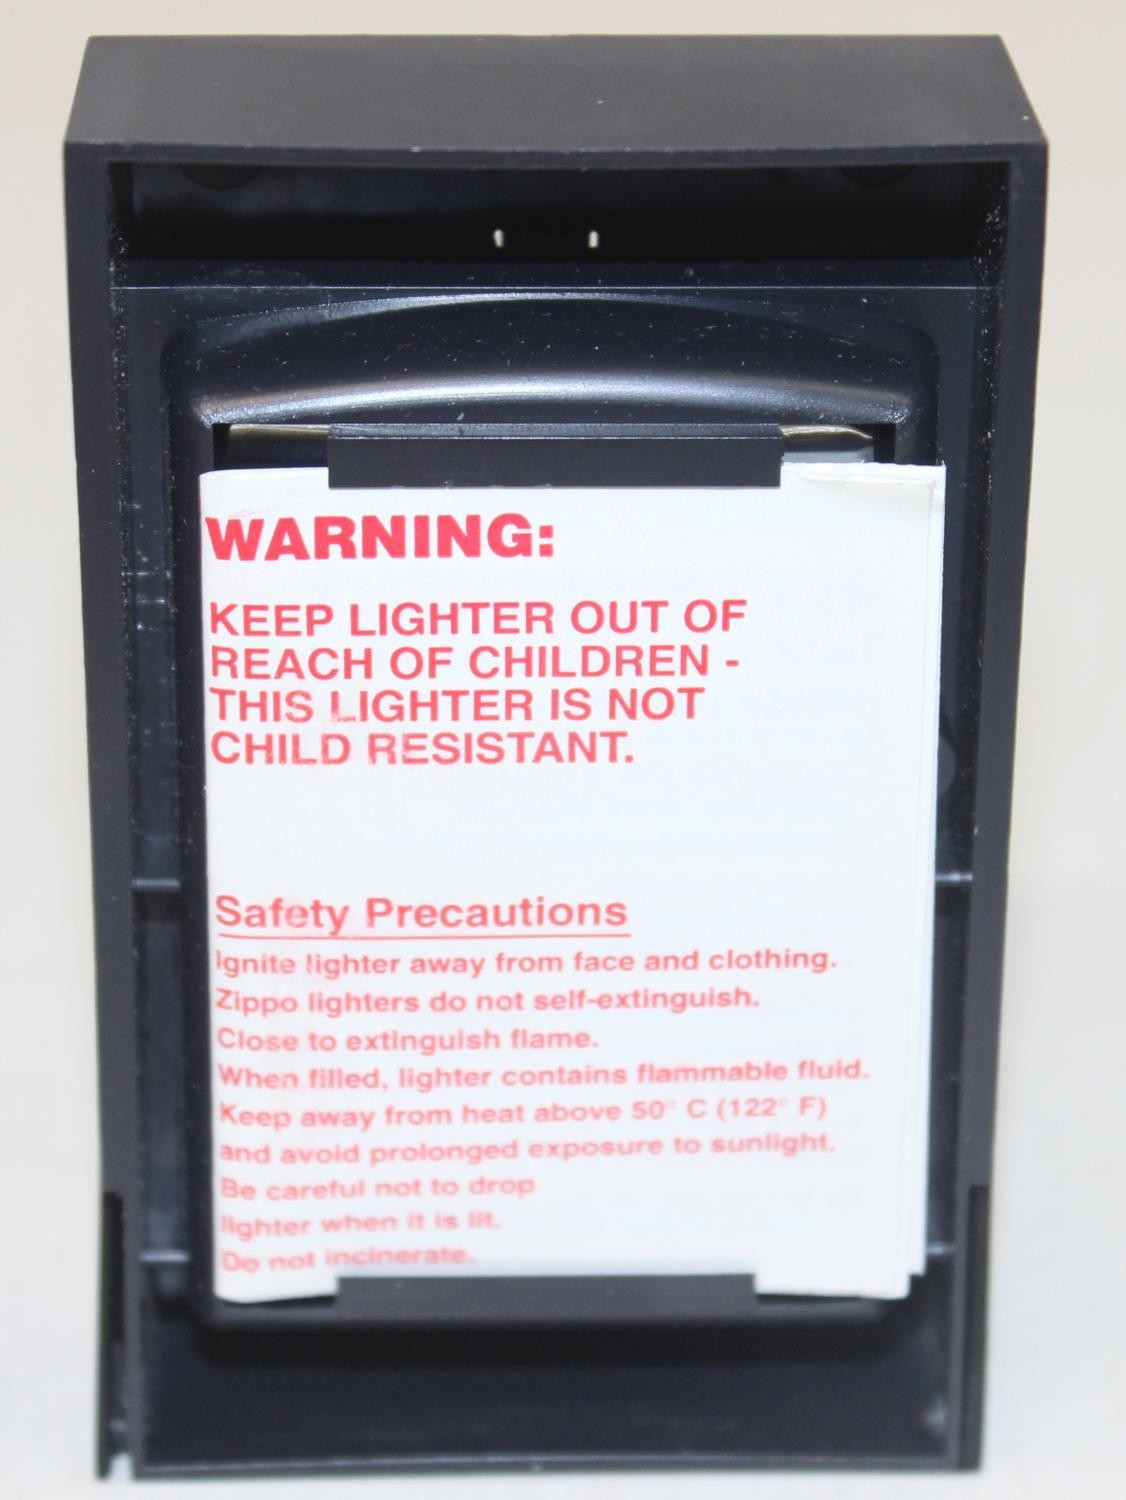 WARNING:
KEEP LIGHTER OUT OF
REACH OF CHILDREN -
THIS LIGHTER IS NOT
CHILD RESISTANT.
Safety Precautions
Ignite lighter away from face and clothing.
Zippo lighters do not self-extinguish.
Close to extinguish flame.
When filled, lighter contains flammable fluid.
Keep away from heat above 50° C (122° F)
and avoid prolonged exposure to sunlight.
Be careful not to drop
lighter when it is lit.
Do not incinerate.